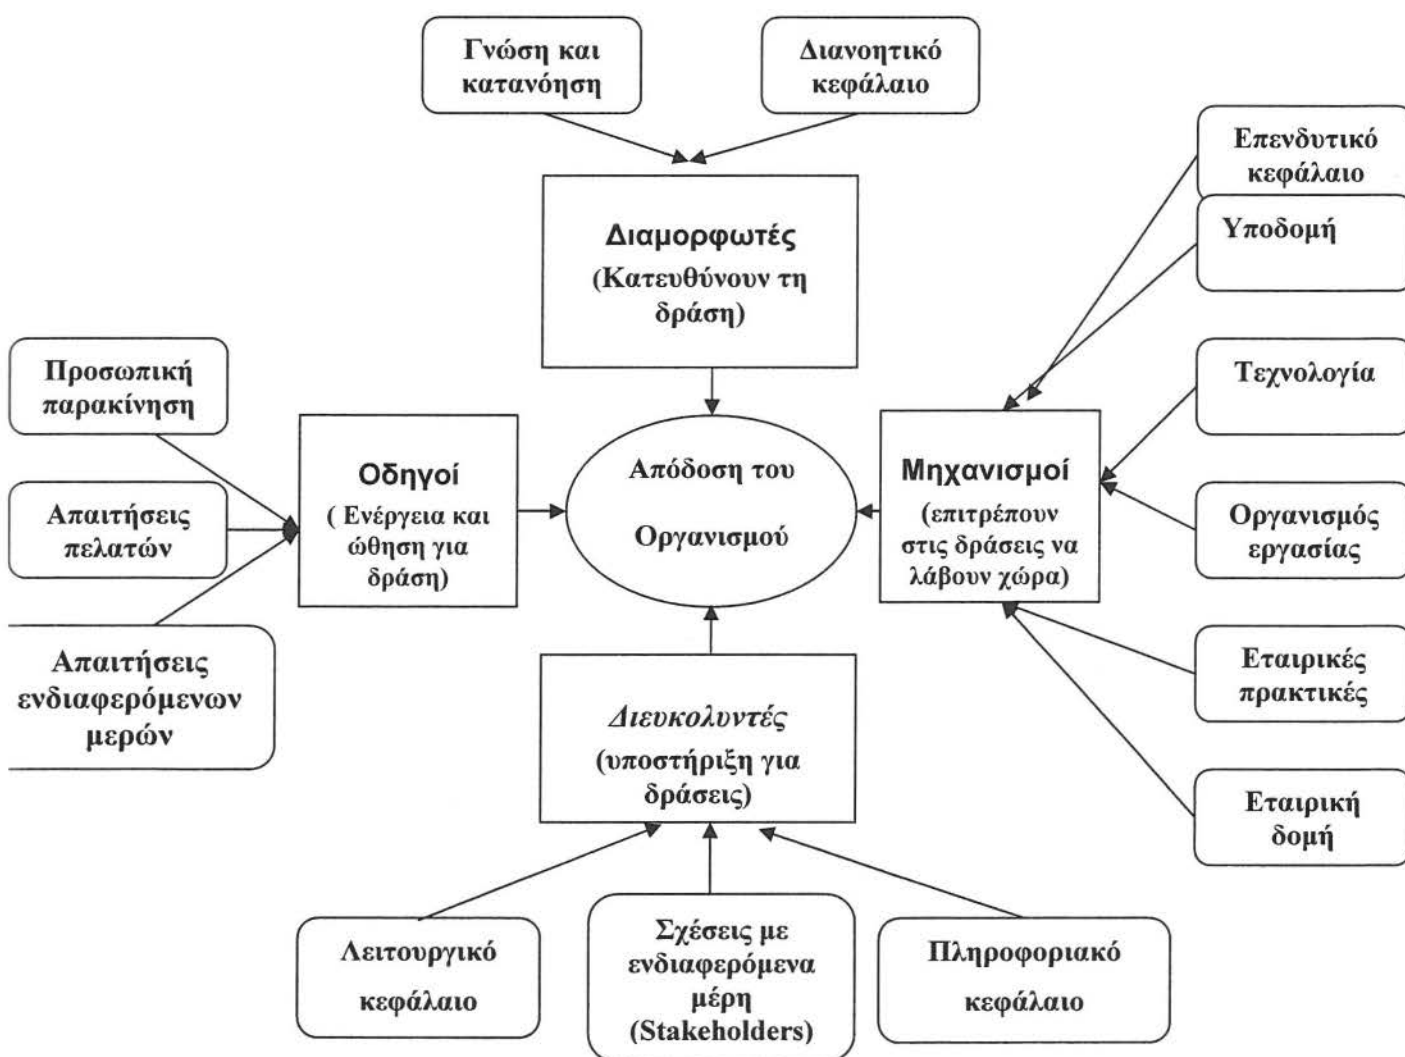 Γνώση και
κατανόηση
Διανοητικό
κεφάλαιο
Επενδυτικό
κεφάλαιο
Υποδομή
Διαμορφωτές
(Κατευθύνουν τη
δράση)
Προσωπική
παρακίνηση
Τεχνολογία
Οδηγοί
( Ενέργεια και
ώθηση για
δράση)
Απόδοση του
Οργανισμού
Μηχανισμοί
(επιτρέπουν
στις δράσεις να
λάβουν χώρα)
Απαιτήσεις
πελατών
Οργανισμός
εργασίας
Απαιτήσεις
ενδιαφερόμενων
μερών
Διευκολυντές
(υποστήριξη για
δράσεις)
Εταιρικές
πρακτικές
Εταιρική
δομή
Λειτουργικό
κεφάλαιο
Σχέσεις με
ενδιαφερόμενα
μέρη
(Stakeholders)
Πληροφοριακό
κεφάλαιο